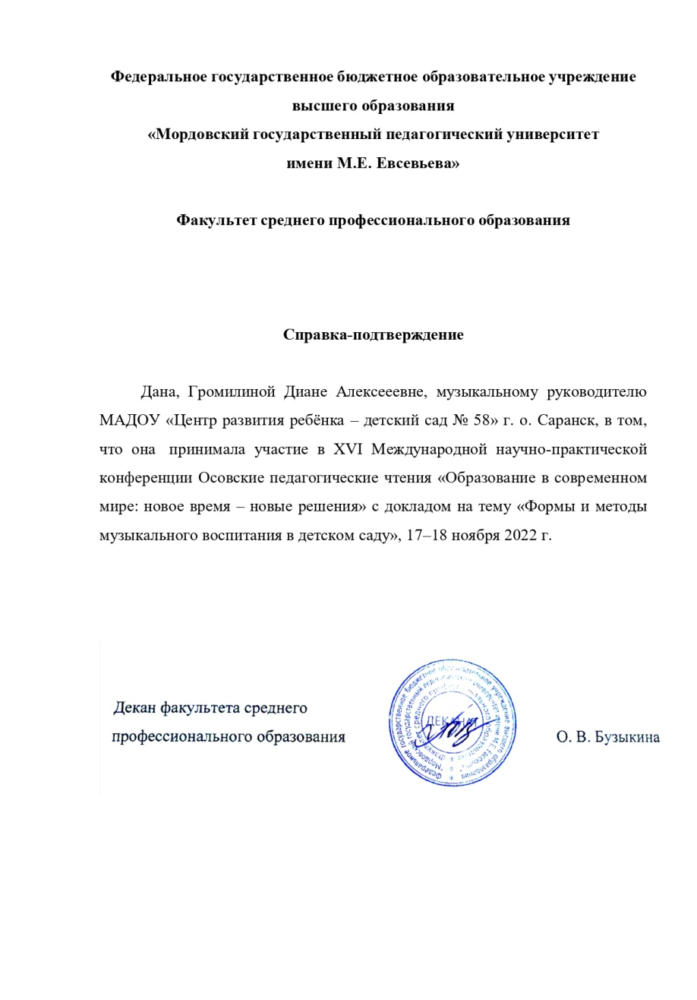 Федеральное государственное бюджетное образовательное учреждение
высшего образования
«Мордовский государственный педагогический университет
имени М.Е. Евсевьева»
Факультет среднего профессионального образования
Справка-подтверждение
Дана, Громилиной Диане Алексееевне, музыкальному руководителю
МАДОУ «Центр развития ребёнка – детский сад № 58» г. о. Саранск, в том,
что она принимала участие в XVI Международной научно-практической
конференции Осовские педагогические чтения «Образование в современном
мире: новое время – новые решения» с докладом на тему «Формы и методы
музыкального воспитания в детском саду», 17–18 ноября 2022 г.
Декан факультета среднего
профессионального образования
ДЕКАНАТ
О. В. Бузыкина